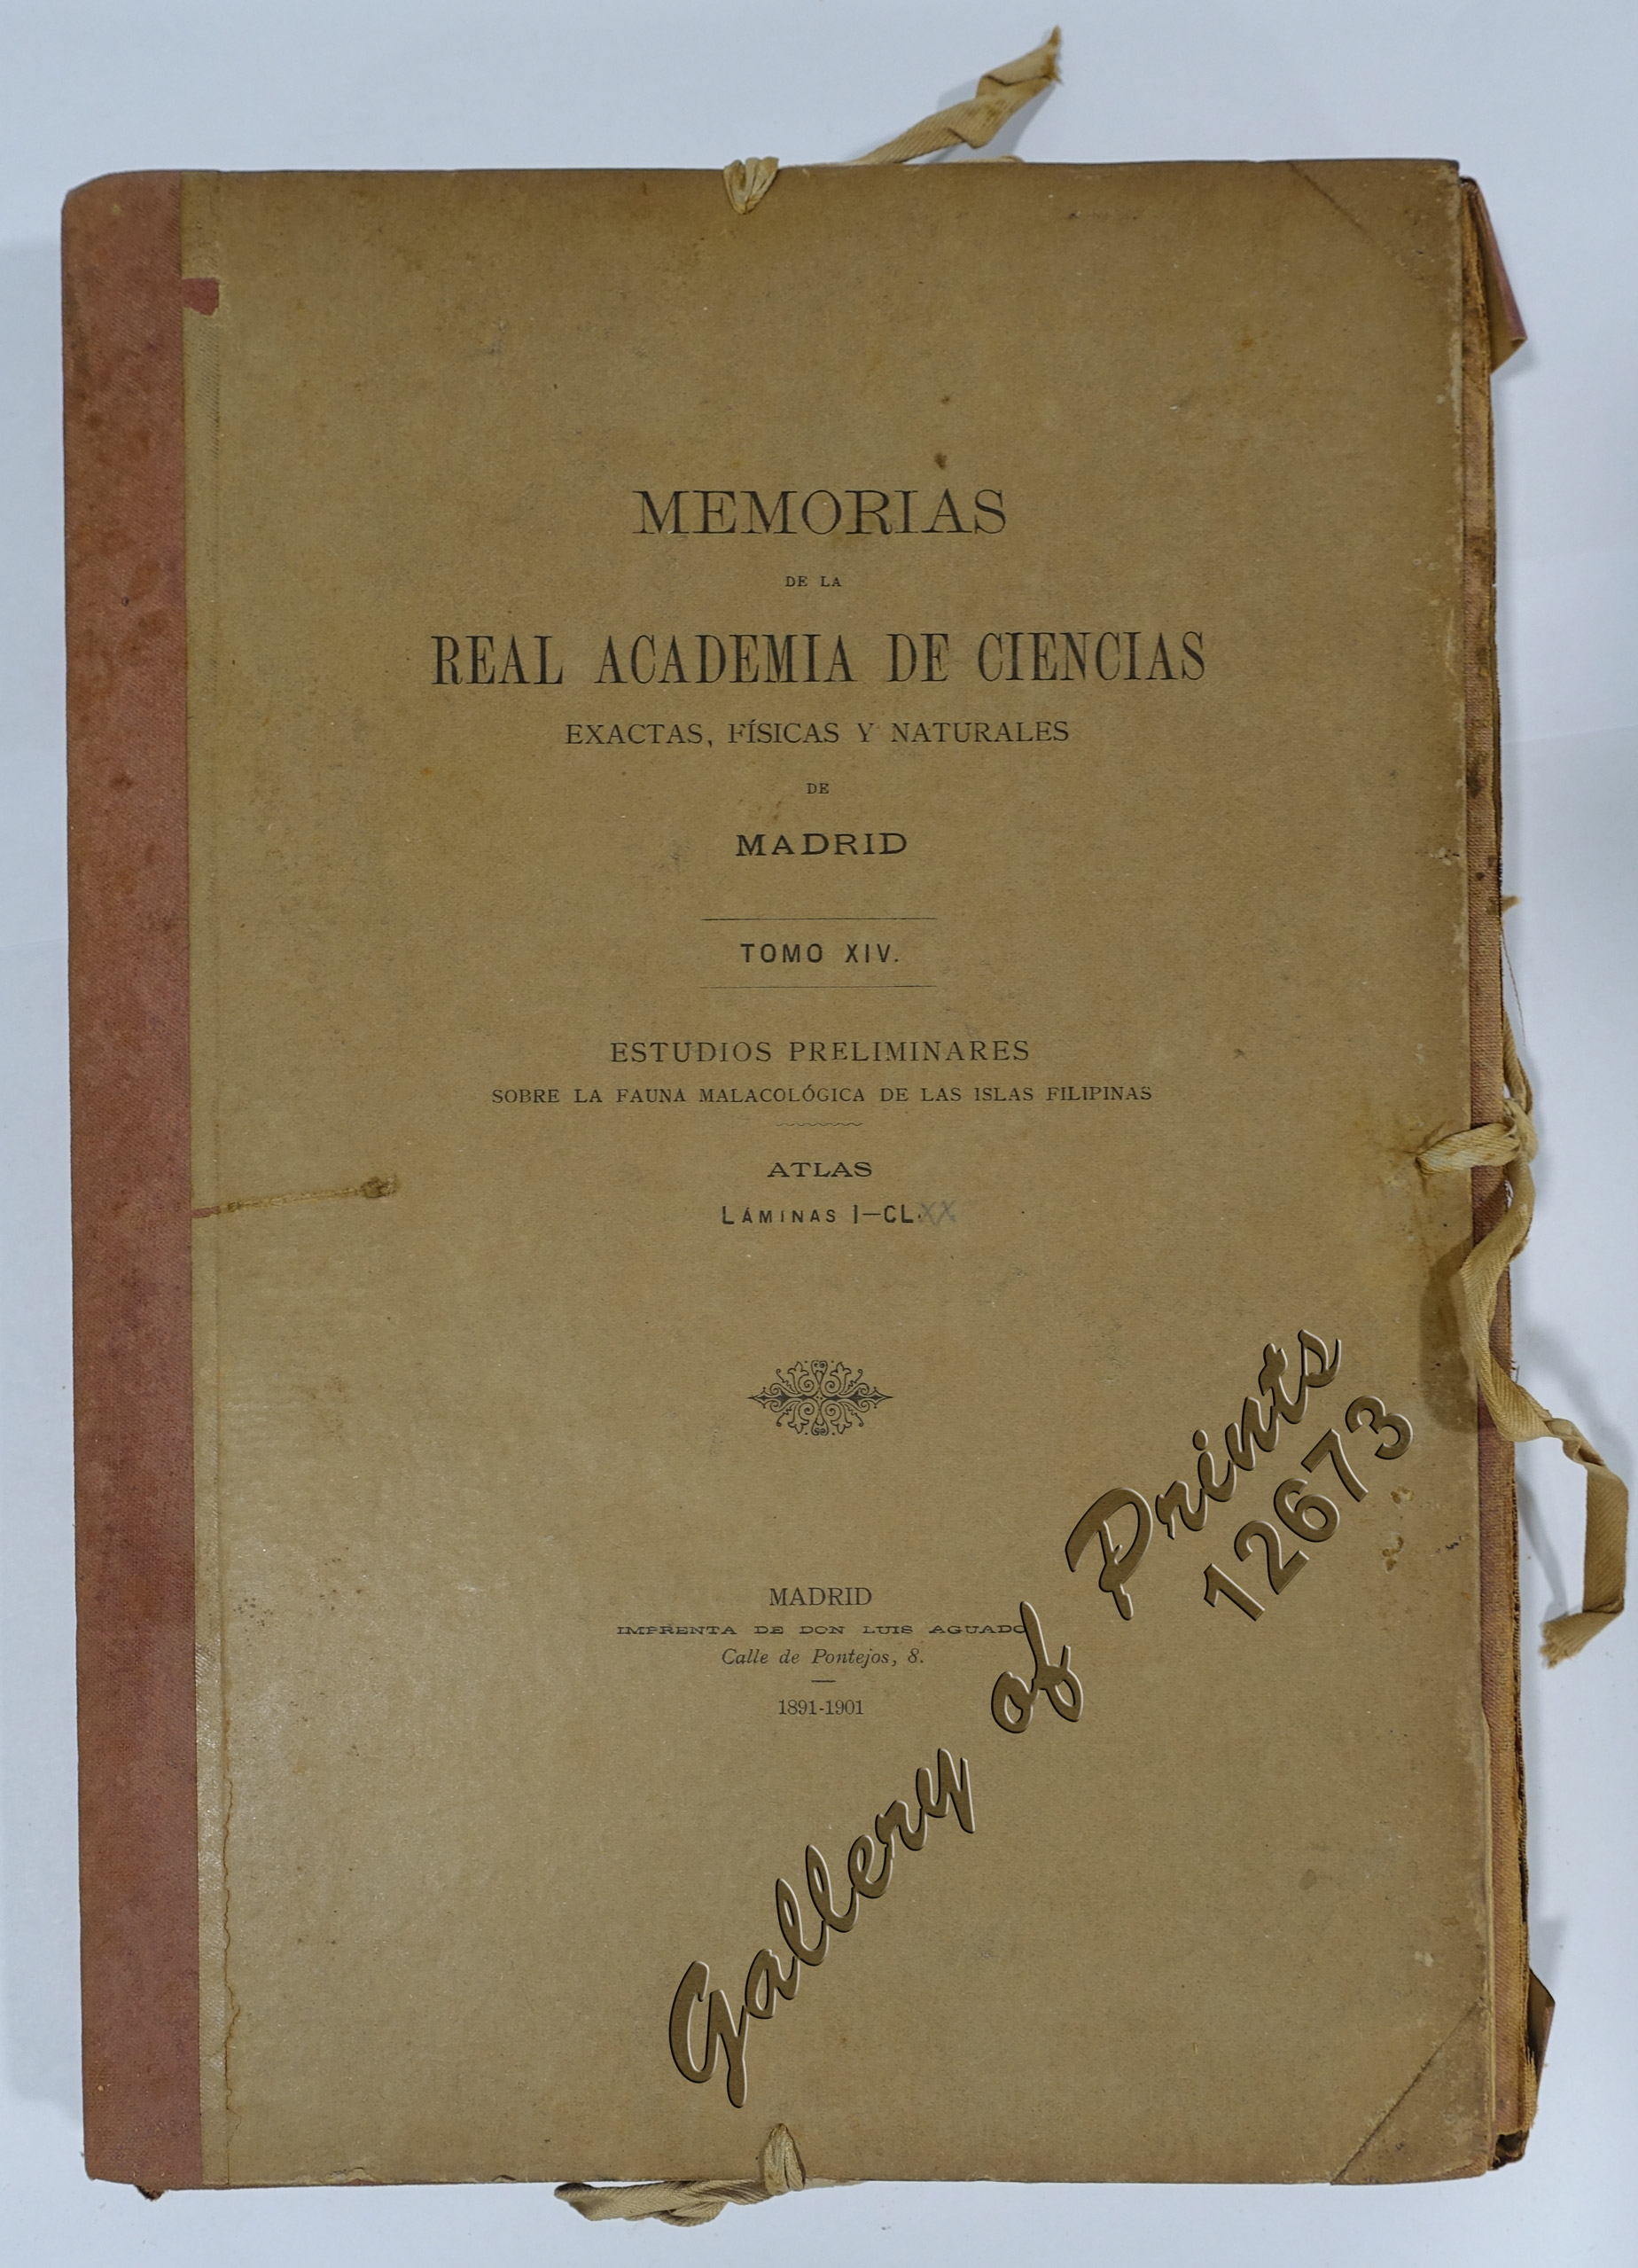 MEMORIAS
DE LA
REAL ACADEMIA DE CIENCIAS
EXACTAS, FÍSICAS Y NATURALES
DE
MADRID
TOMO XIV.
ESTUDIOS PRELIMINARES
SOBRE LA FAUNA MALACOLÓGICA DE LAS ISLAS FILIPINAS
ATLAS
LÁMINAS I—CL.XX
MADRID
IMPRENTA DE DON LUIS AGUADO
Calle de Pontejos, 8.
1891-1901
Gallery of Prints
12673